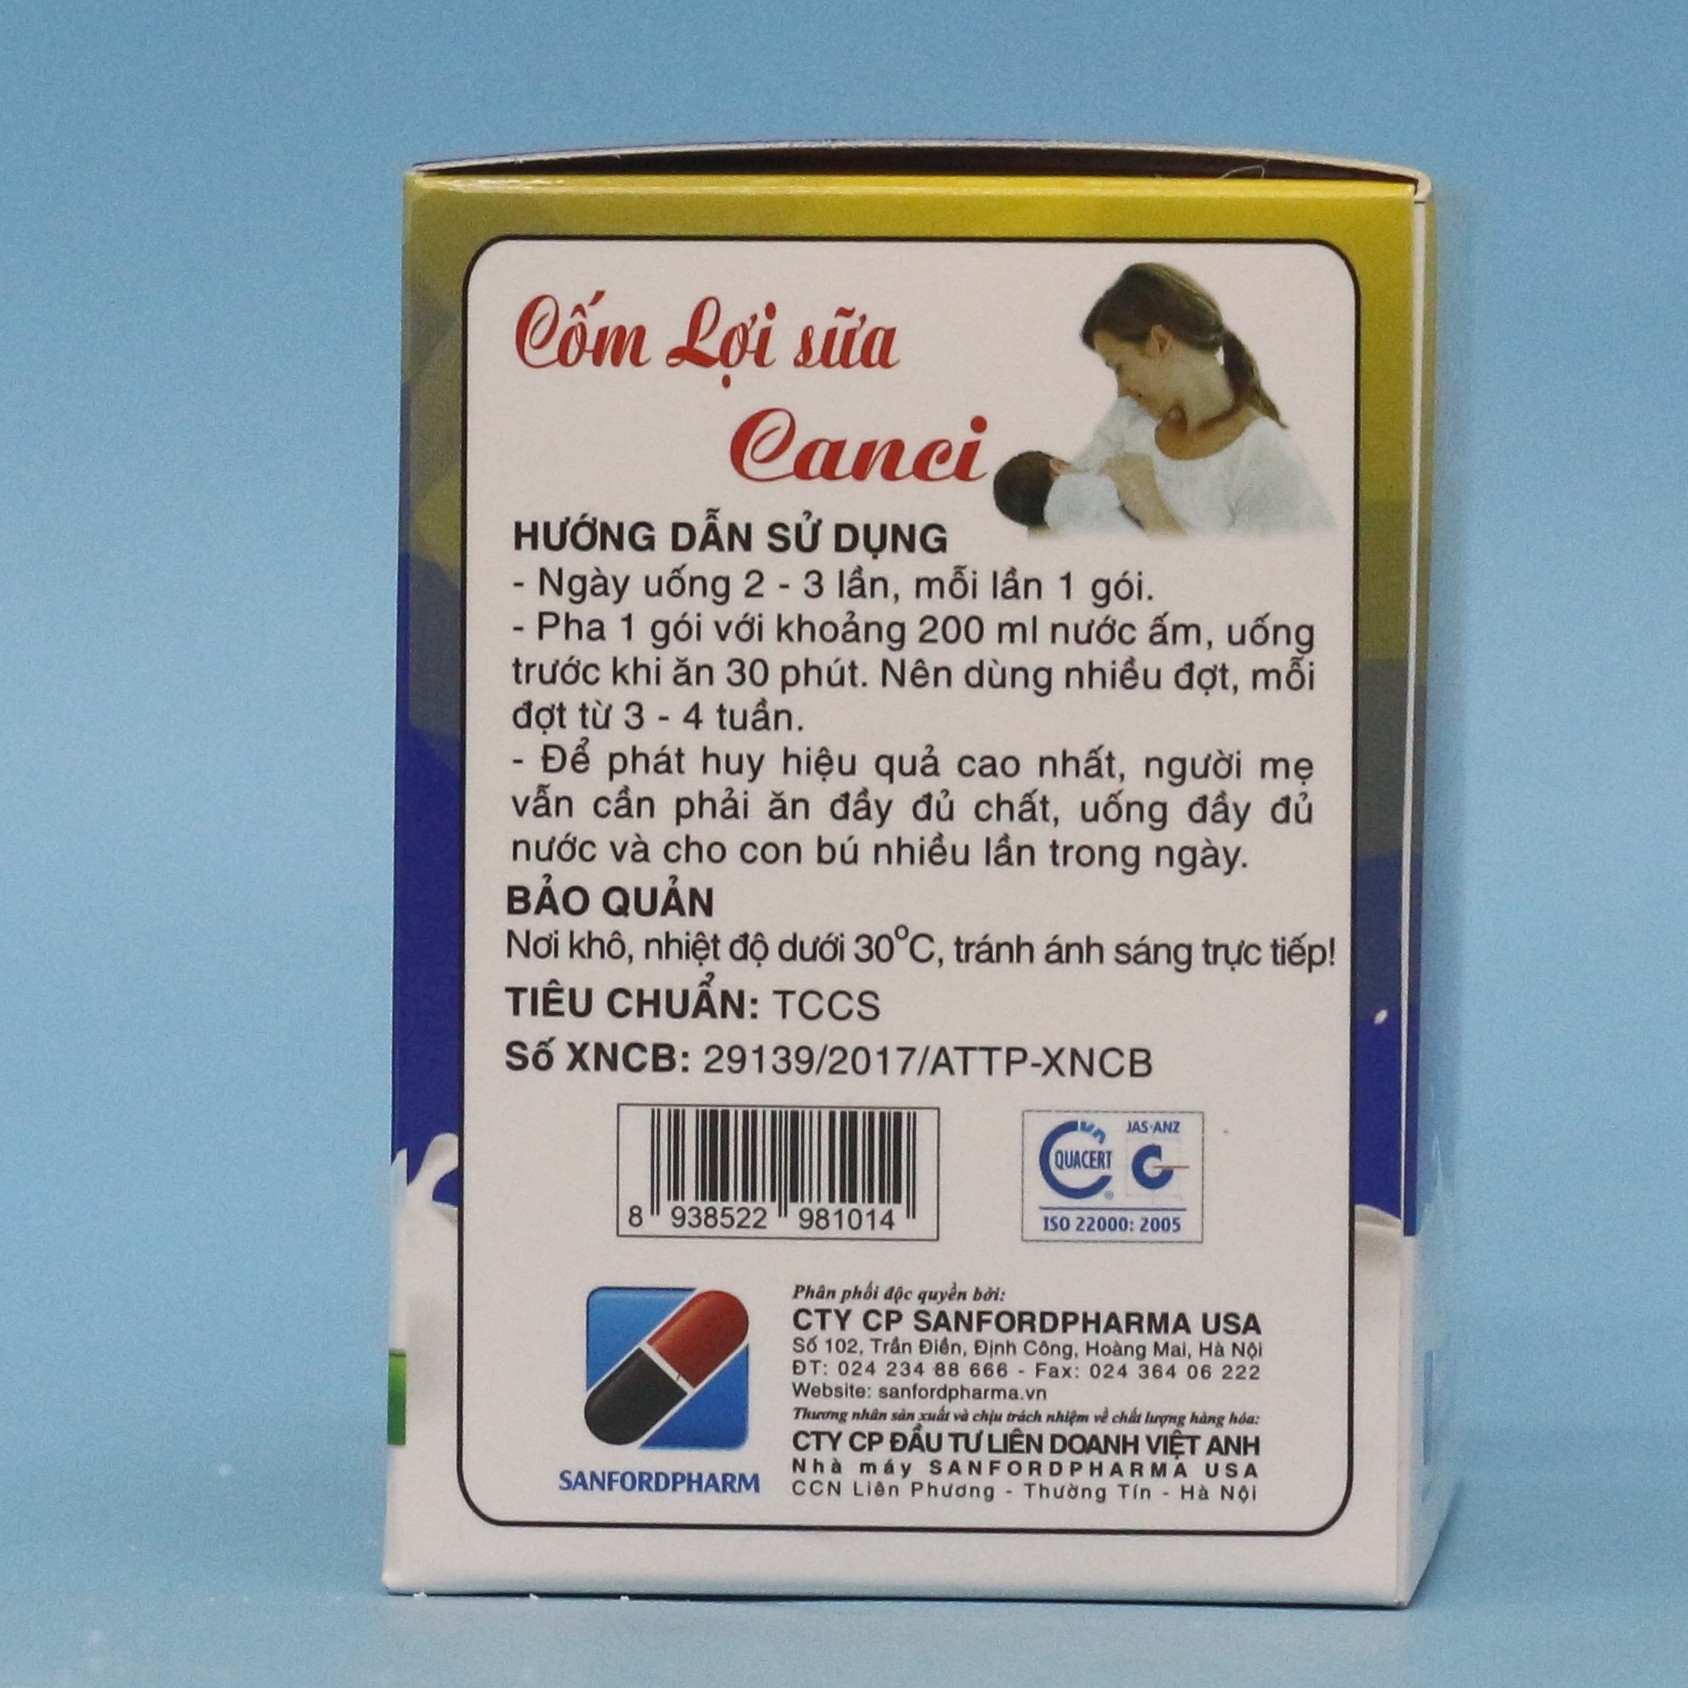 Cốm Lợi sữa
Canci
HƯỚNG DẪN SỬ DỤNG
- Ngày uống 2 - 3 lần, mỗi lần 1 gói.
- Pha 1 gói với khoảng 200 ml nước ấm, uống
trước khi ăn 30 phút. Nên dùng nhiều đợt, mỗi
đợt từ 3 - 4 tuần.
- Để phát huy hiệu quả cao nhất, người mẹ
vẫn cần phải ăn đầy đủ chất, uống đầy đủ
nước và cho con bú nhiều lần trong ngày.
BẢO QUẢN
Nơi khô, nhiệt độ dưới 30°C, tránh ánh sáng trực tiếp!
TIÊU CHUẨN: TCCS
Số XNCB: 29139/2017/ATTP-XNCB
8 938522 981014
JAS-ANZ
QUACERT
®
ISO 22000: 2005
Phân phối độc quyền bởi:
CTY CP SANFORDPHARMA USA
Số 102, Trần Điền, Định Công, Hoàng Mai, Hà Nội
ĐT: 024 234 88 666 - Fax: 024 364 06 222
Website: sanfordpharma.vn
Thương nhân sản xuất và chịu trách nhiệm về chất lượng hàng hóa:
CTY CP ĐẦU TƯ LIÊN DOANH VIỆT ANH
Nhà máy SANFORDPHARMA USA
CCN Liên Phương - Thường Tín - Hà Nội
SANFORDPHARM